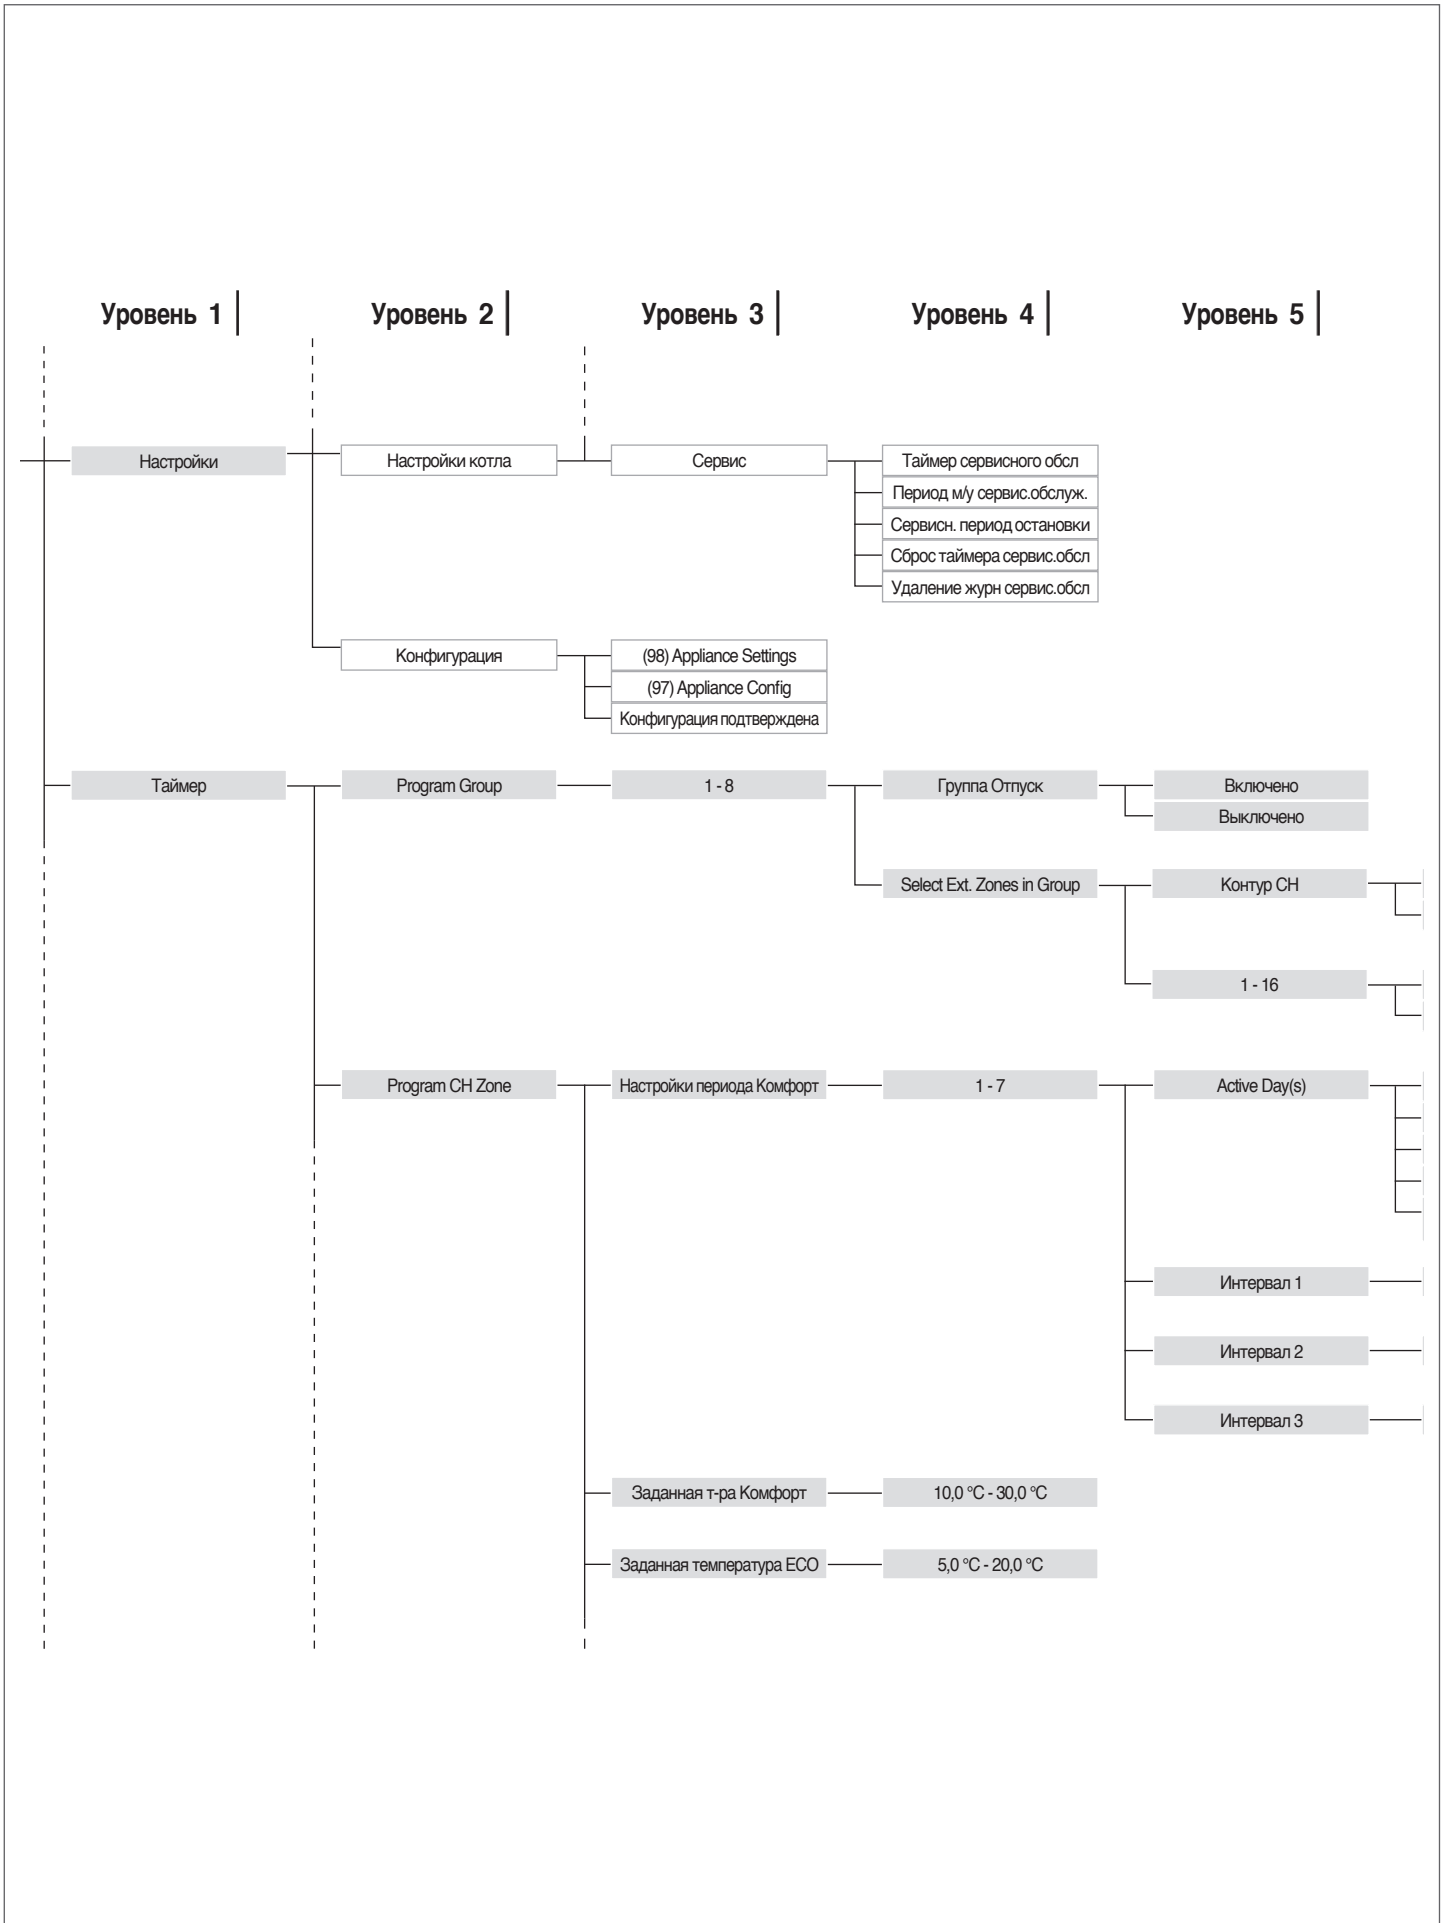 Уровень 1
Уровень 2
Уровень 3
Уровень 4
Уровень 5
Настройки
Настройки котла
Сервис
Таймер сервисного обсл
Период м/у сервис.обслуж.
Сервисн. период остановки
Сброс таймера сервис.обсл
Удаление журн сервис.обсл
Конфигурация
(98) Appliance Settings
(97) Appliance Config
Конфигурация подтверждена
Таймер
Program Group
1 - 8
Группа Отпуск
Включено
Выключено
Select Ext. Zones in Group
Контур CH
1 - 16
Program CH Zone
Настройки периода Комфорт
1 - 7
Active Day(s)
Интервал 1
Интервал 2
Интервал 3
Заданная т-ра Комфорт
10,0 °C - 30,0 °C
Заданная температура ECO
5,0 °C - 20,0 °C